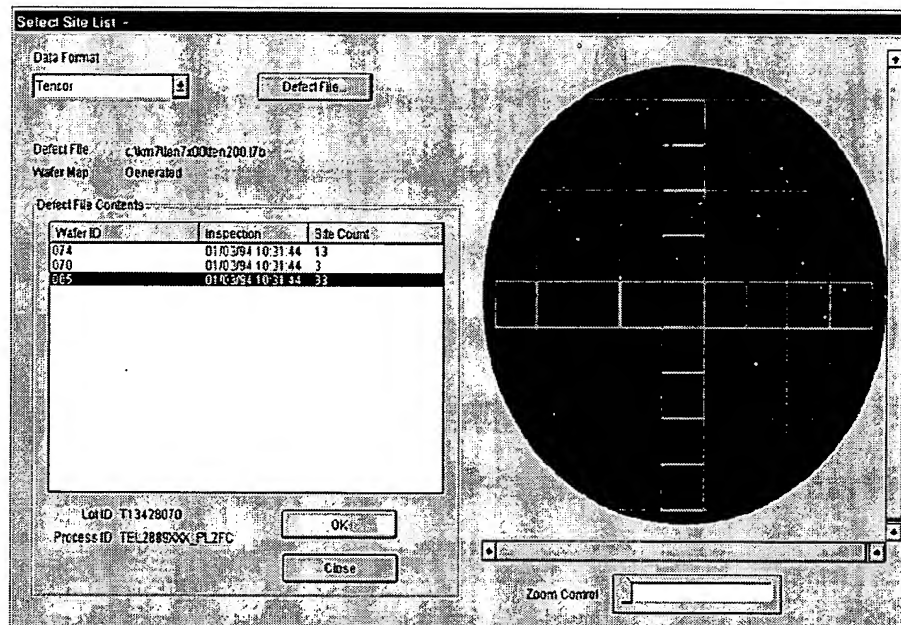 Select Site List -
Data Format
Tencor
Defect File...
Defect File
Wafer Map Generated
Defect File Contents
Wafer ID Inspection Site Count
074 01/03/94 10:31:44 13
070 01/03/94 10:31:44 3
065 01/03/94 10:31:44 33
Lot ID T13428070
Process ID
OK
Close
Zoom Control